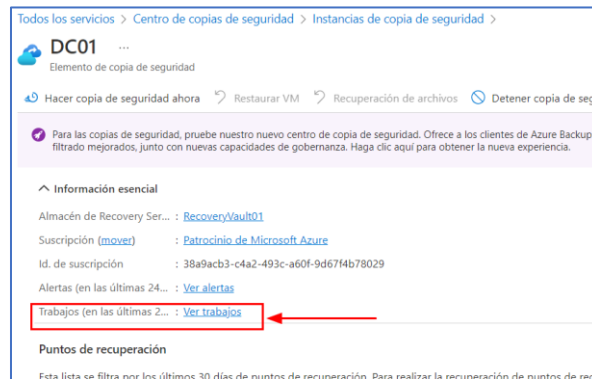 Todos los servicios > Centro de copias de seguridad > Instancias de copia de seguridad >
DC01 ...
Elemento de copia de seguridad
Hacer copia de seguridad ahora Restaurar VM Recuperación de archivos Detener copia de seg
Para las copias de seguridad, pruebe nuestro nuevo centro de copia de seguridad. Ofrece a los clientes de Azure Backup
filtrado mejorados, junto con nuevas capacidades de gobernanza. Haga clic aquí para obtener la nueva experiencia.
Información esencial
Almacén de Recovery Ser... : RecoveryVault01
Suscripción (mover) : Patrocinio de Microsoft Azure
Id. de suscripción : 38a9acb3-c4a2-493c-a60f-9d67f4b78029
Alertas (en las últimas 24... : Ver alertas
Trabajos (en las últimas 2... : Ver trabajos
Puntos de recuperación
Esta lista se filtra por los últimos 30 días de puntos de recuperación. Para realizar la recuperación de puntos de rec